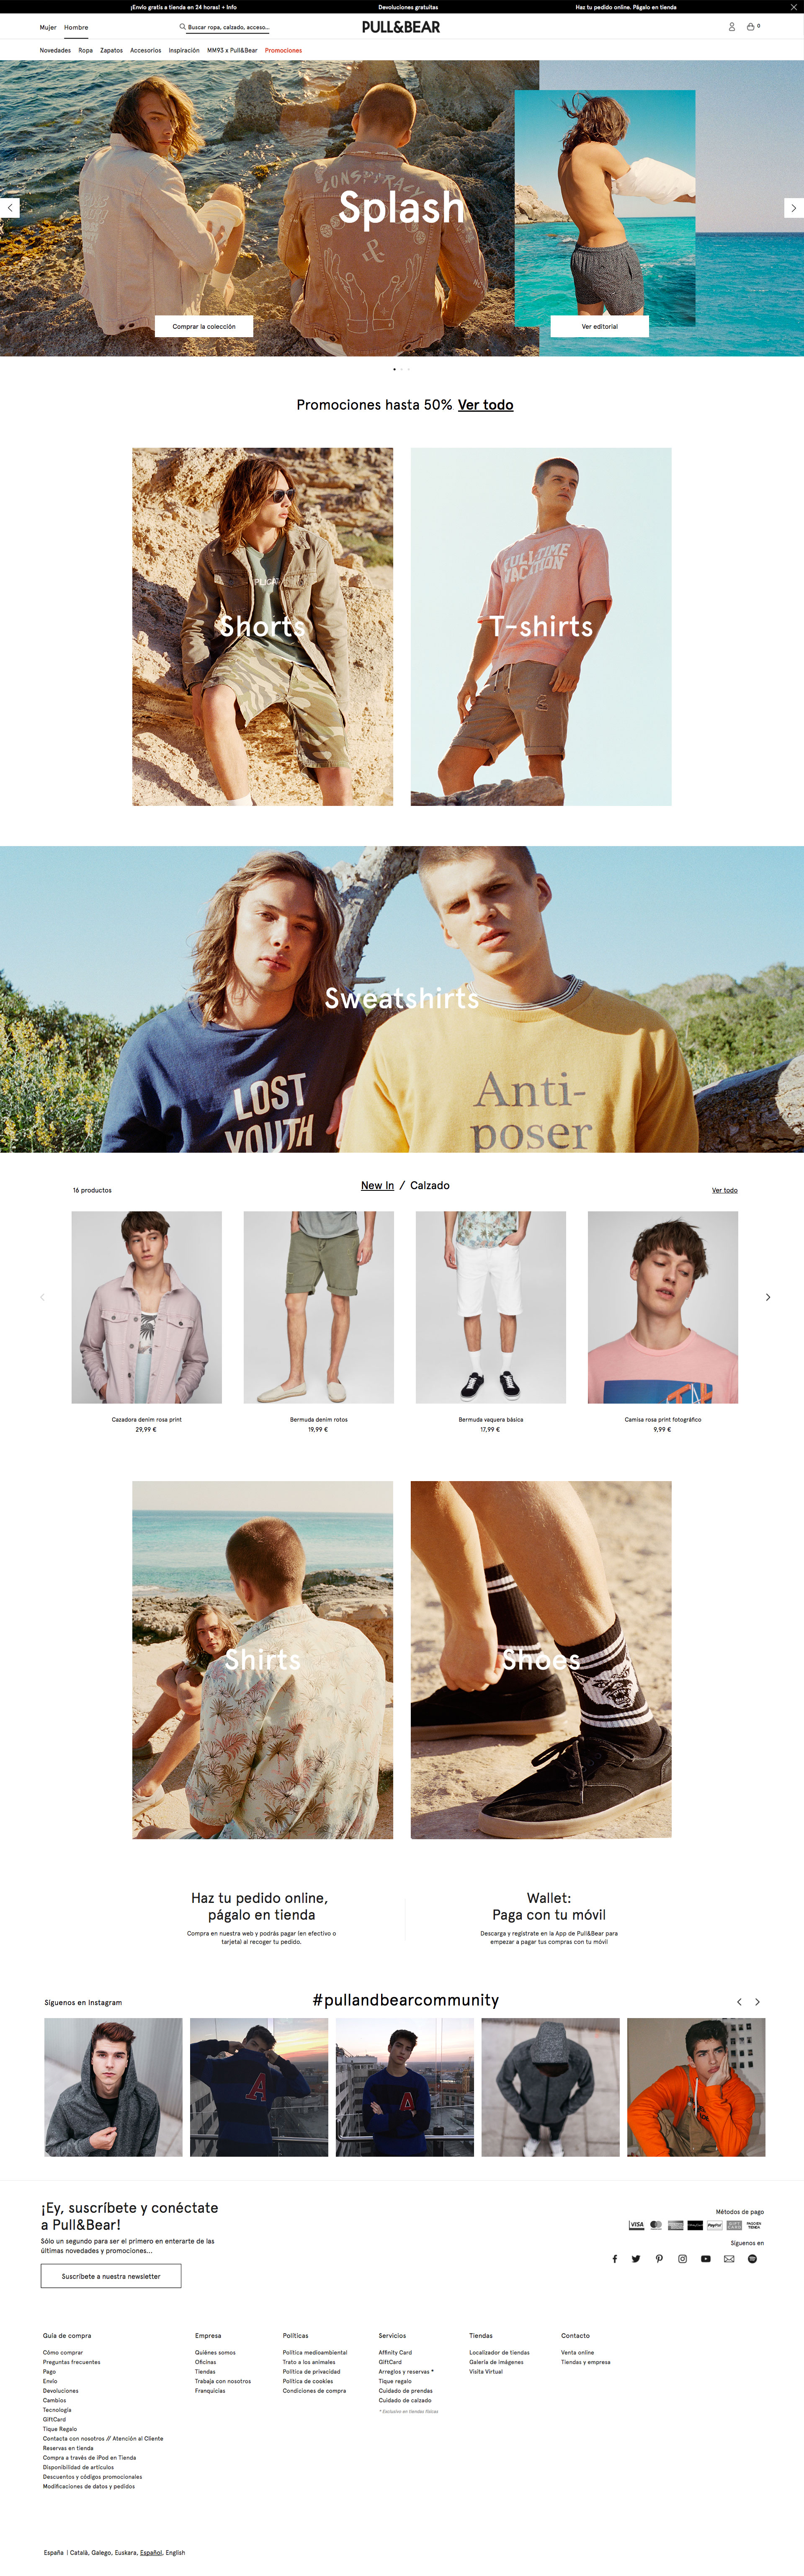 ¡Envío gratis a tienda en 24 horas! + Info
Devoluciones gratuitas
Haz tu pedido online. Págalo en tienda
Mujer
Hombre
Buscar ropa, calzado, acceso...
PULL&BEAR
0
Novedades
Ropa
Zapatos
Accesorios
Inspiración
MM93 x Pull&Bear
Promociones
CONSPIRACY
&
Splash
Comprar la colección
Ver editorial
Promociones hasta 50% Ver todo
Shorts
VACATION
T-shirts
Sweatshirts
LOST
YOUTH
Anti-
poser
16 productos
New In / Calzado
Ver todo
Cazadora denim rosa print
29,99 €
Bermuda denim rotos
19,99 €
Bermuda vaquera básica
17,99 €
Camisa rosa print fotográfico
9,99 €
Shirts
Shoes
Haz tu pedido online,
págalo en tienda
Compra en nuestra web y podrás pagar (en efectivo o
tarjeta) al recoger tu pedido.
Wallet:
Paga con tu móvil
Descarga y regístrate en la App de Pull&Bear para
empezar a pagar tus compras con tu móvil
Síguenos en Instagram
#pullandbearcommunity
A
A
¡Ey, suscríbete y conéctate
a Pull&Bear!
Sólo un segundo para ser el primero en enterarte de las
últimas novedades y promociones...
Suscríbete a nuestra newsletter
Métodos de pago
VISA
PayPal
Síguenos en
Guía de compra
Cómo comprar
Preguntas frecuentes
Pago
Envío
Devoluciones
Cambios
Tecnología
GiftCard
Tique Regalo
Contacta con nosotros // Atención al Cliente
Reservas en tienda
Compra a través de iPod en Tienda
Disponibilidad de artículos
Descuentos y códigos promocionales
Modificaciones de datos y pedidos
Empresa
Quiénes somos
Oficinas
Tiendas
Trabaja con nosotros
Franquicias
Políticas
Política medioambiental
Trato a los animales
Política de privacidad
Política de cookies
Condiciones de compra
Servicios
Affinity Card
GiftCard
Arreglos y reservas *
Tique regalo
Cuidado de prendas
Cuidado de calzado
* Exclusivo en tiendas físicas
Tiendas
Localizador de tiendas
Galería de imágenes
Visita Virtual
Contacto
Venta online
Tiendas y empresa
España | Català, Galego, Euskara, Español, English